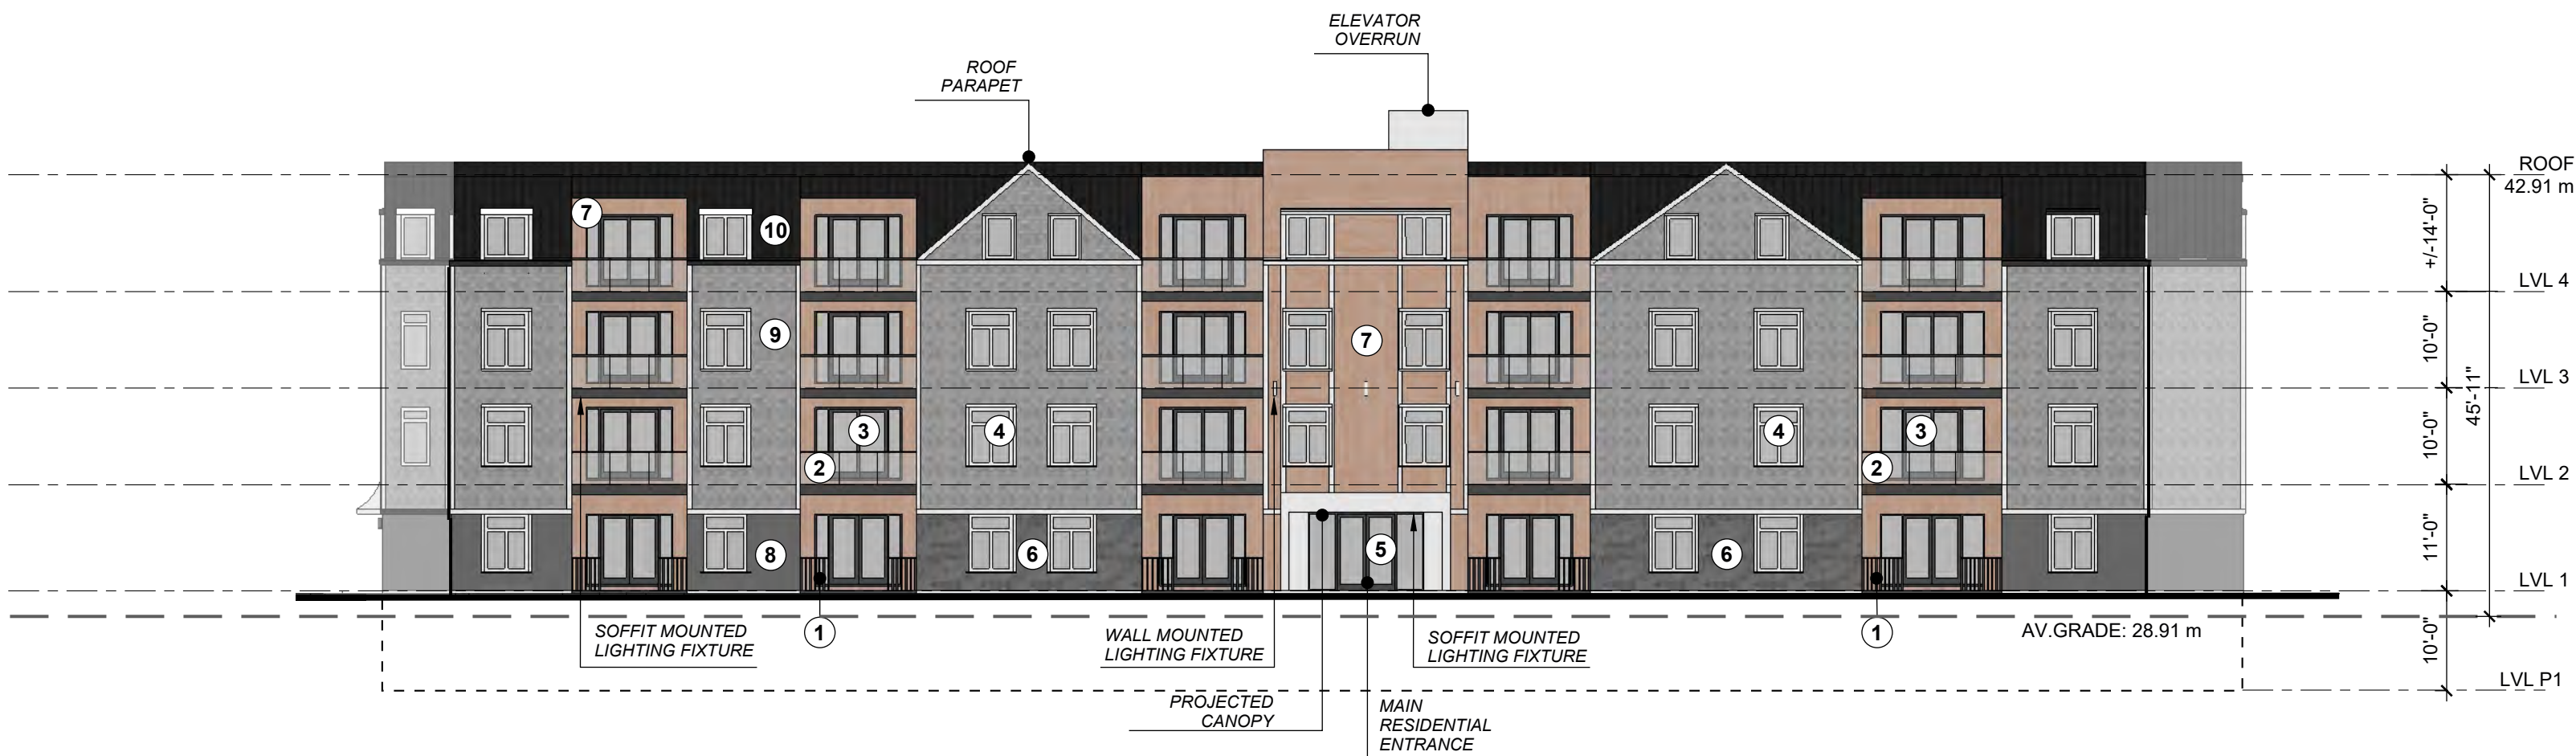 ELEVATOR
OVERRUN
ROOF
PARAPET
ROOF
42.91 m
+/-14'-0"
LVL 4
10'-0"
LVL 3
45'-11"
10'-0"
LVL 2
11'-0"
LVL 1
AV.GRADE: 28.91 m
10'-0"
LVL P1
7
10
9
7
3
4
4
3
2
2
8
6
5
6
1
1
SOFFIT MOUNTED
LIGHTING FIXTURE
WALL MOUNTED
LIGHTING FIXTURE
SOFFIT MOUNTED
LIGHTING FIXTURE
PROJECTED
CANOPY
MAIN
RESIDENTIAL
ENTRANCE